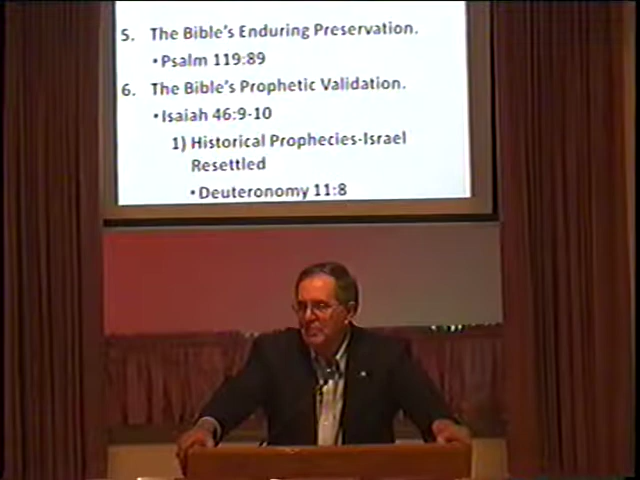 5. The Bible's Enduring Preservation.
• Psalm 119:89
6. The Bible's Prophetic Validation.
• Isaiah 46:9-10
1) Historical Prophecies-Israel
Resettled
• Deuteronomy 11:8